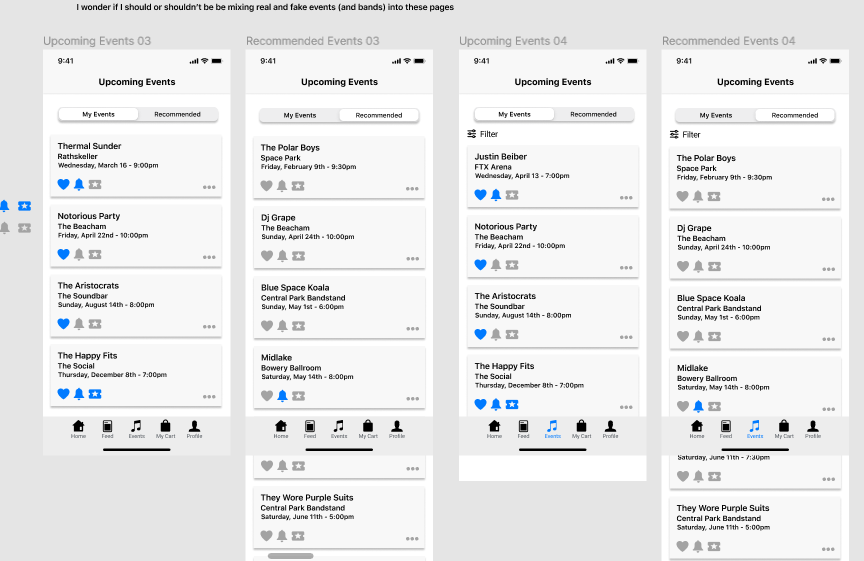 I wonder if I should or shouldn't be be mixing real and fake events (and bands) into these pages
Upcoming Events 03
9:41
Upcoming Events
My Events Recommended
Thermal Sunder
Rathskeller
Wednesday, March 16 - 9:00pm
Notorious Party
The Beacham
Friday, April 22nd - 10:00pm
The Aristocrats
The Soundbar
Sunday, August 14th - 8:00pm
The Happy Fits
The Social
Thursday, December 8th - 7:00pm
Home Feed Events My Cart Profile
Recommended Events 03
9:41
Upcoming Events
My Events Recommended
The Polar Boys
Space Park
Friday, February 9th - 9:30pm
Dj Grape
The Beacham
Sunday, April 24th - 10:00pm
Blue Space Koala
Central Park Bandstand
Sunday, May 1st - 6:00pm
Midlake
Bowery Ballroom
Saturday, May 14th - 8:00pm
Home Feed Events My Cart Profile
They Wore Purple Suits
Central Park Bandstand
Saturday, June 11th - 5:00pm
Upcoming Events 04
9:41
Upcoming Events
My Events Recommended
Filter
Justin Beiber
FTX Arena
Wednesday, April 13 - 7:00pm
Notorious Party
The Beacham
Friday, April 22nd - 10:00pm
The Aristocrats
The Soundbar
Sunday, August 14th - 8:00pm
The Happy Fits
The Social
Thursday, December 8th - 7:00pm
Home Feed Events My Cart Profile
Recommended Events 04
9:41
Upcoming Events
My Events Recommended
Filter
The Polar Boys
Space Park
Friday, February 9th - 9:30pm
Dj Grape
The Beacham
Sunday, April 24th - 10:00pm
Blue Space Koala
Central Park Bandstand
Sunday, May 1st - 6:00pm
Midlake
Bowery Ballroom
Saturday, May 14th - 8:00pm
Home Feed Events My Cart Profile
Saturday, June 11th - 7:30pm
They Wore Purple Suits
Central Park Bandstand
Saturday, June 11th - 5:00pm